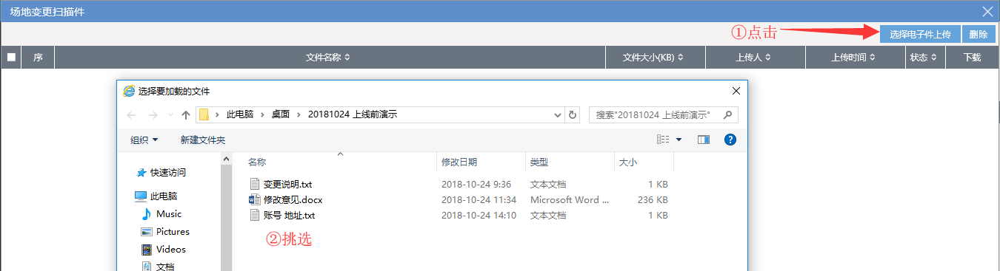 场地变更扫描件
①点击
选择电子件上传 删除
序 文件名称 文件大小(KB) 上传人 上传时间 状态 下载
选择要加载的文件
此电脑 桌面 20181024 上线前演示 搜索"20181024 上线前演示"
组织 新建文件夹
名称 修改日期 类型 大小
快速访问
变更说明.txt 2018-10-24 9:36 文本文档 1 KB
此电脑
修改意见.docx 2018-10-24 11:34 Microsoft Word ... 236 KB
Music
账号 地址.txt 2018-10-24 14:10 文本文档 1 KB
Pictures
②挑选
Videos
文档